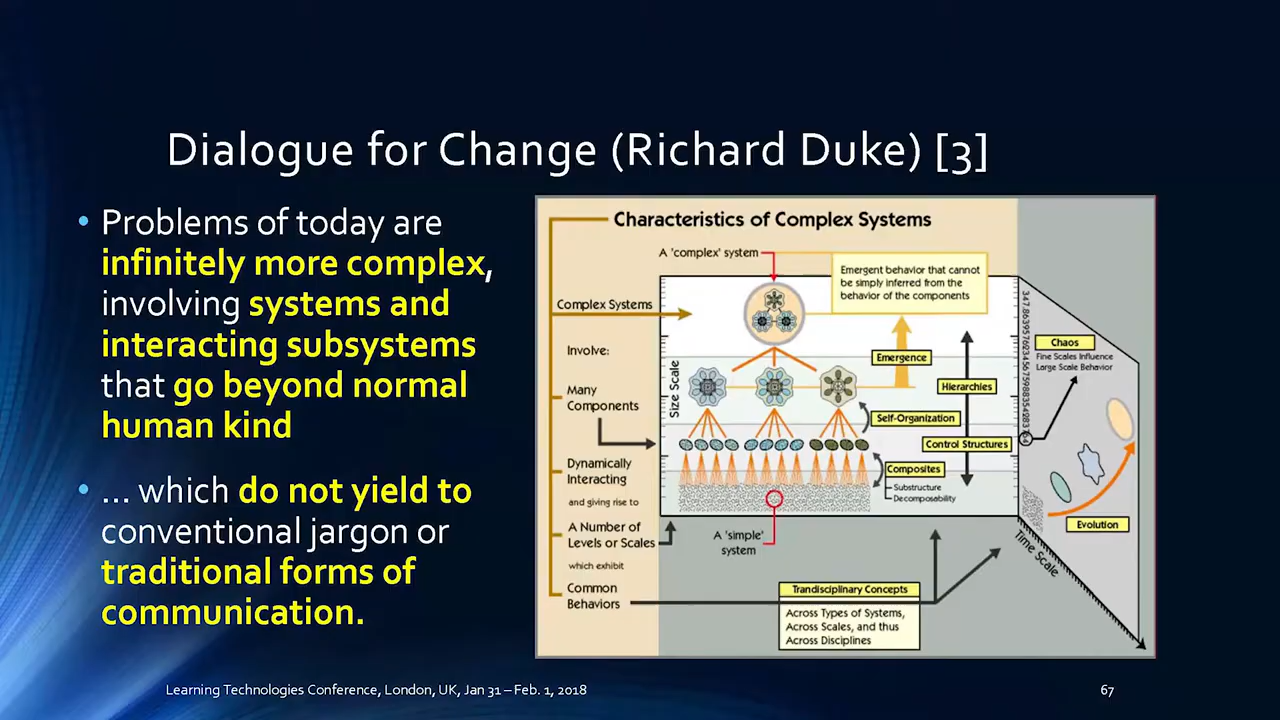 Dialogue for Change (Richard Duke) [3]
• Problems of today are
infinitely more complex,
involving systems and
interacting subsystems
that go beyond normal
human kind
• ... which do not yield to
conventional jargon or
traditional forms of
communication.
Characteristics of Complex Systems
A 'complex' system
Emergent behavior that cannot
be simply inferred from the
behavior of the components
Complex Systems
Involve:
Many
Components
Dynamically
Interacting
and giving rise to
A Number of
Levels or Scales
which exhibit
Common
Behaviors
Size Scale
Emergence
Hierarchies
Self-Organization
Control Structures
Composites
Substructure
Decomposability
A 'simple'
system
Chaos
Fine Scales Influence
Large Scale Behavior
Evolution
Time Scale
Trandisciplinary Concepts
Across Types of Systems,
Across Scales, and thus
Across Disciplines
Learning Technologies Conference, London, UK, Jan 31 – Feb. 1, 2018
67